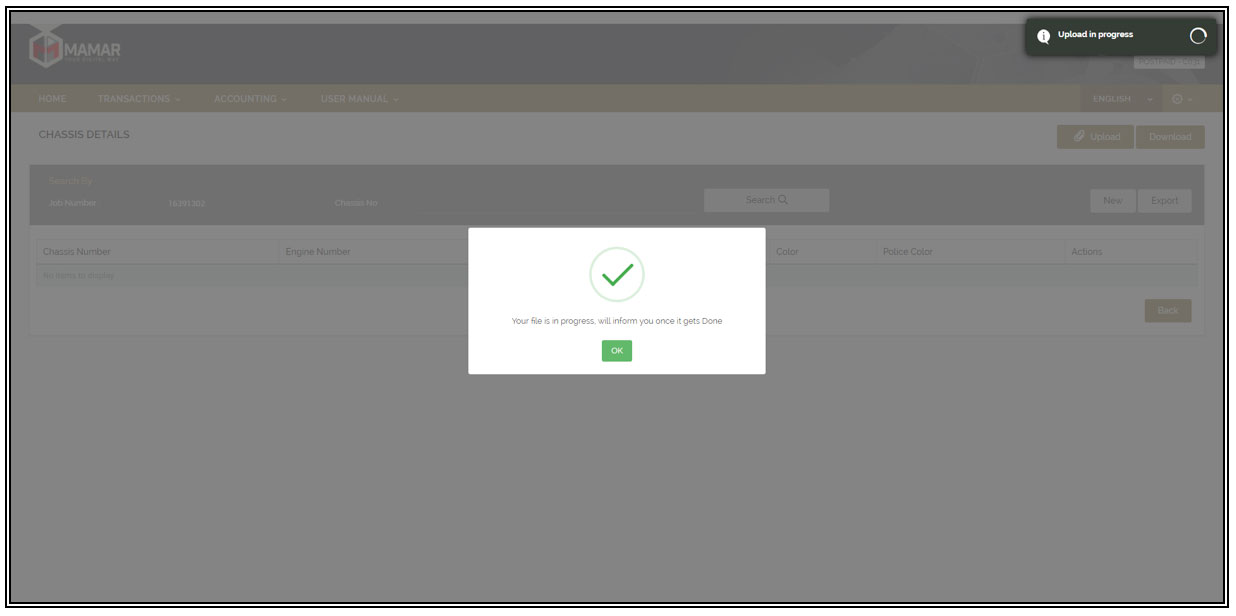 Upload in progress
MAMAR
YOUR DIGITAL WAY
HOME TRANSACTIONS ACCOUNTING USER MANUAL ENGLISH
CHASSIS DETAILS Upload Download
Search By
Job Number: 16391302 Chassis No Search New Export
Chassis Number Engine Number Color Police Color Actions
No items to display
Back
Your file is in progress, will inform you once it gets Done
OK